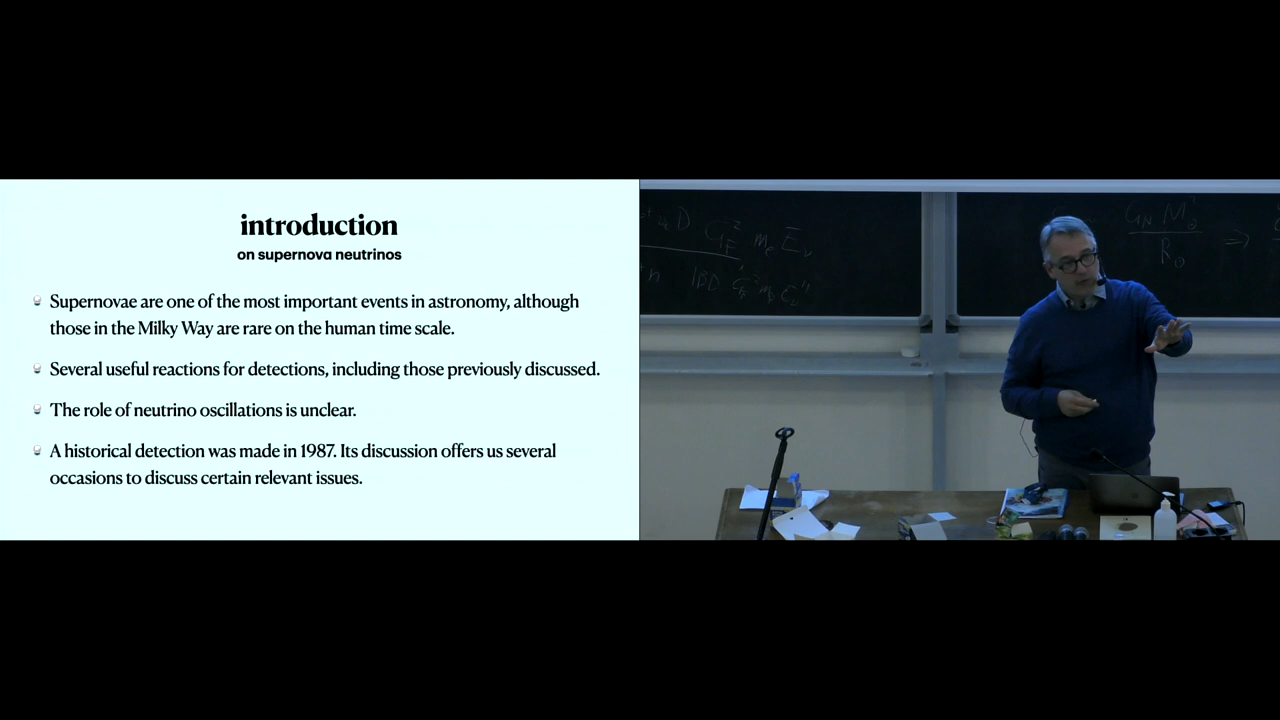 introduction
on supernova neutrinos
Supernovae are one of the most important events in astronomy, although
those in the Milky Way are rare on the human time scale.
Several useful reactions for detections, including those previously discussed.
The role of neutrino oscillations is unclear.
A historical detection was made in 1987. Its discussion offers us several
occasions to discuss certain relevant issues.
IBD
R⊙ ⇒